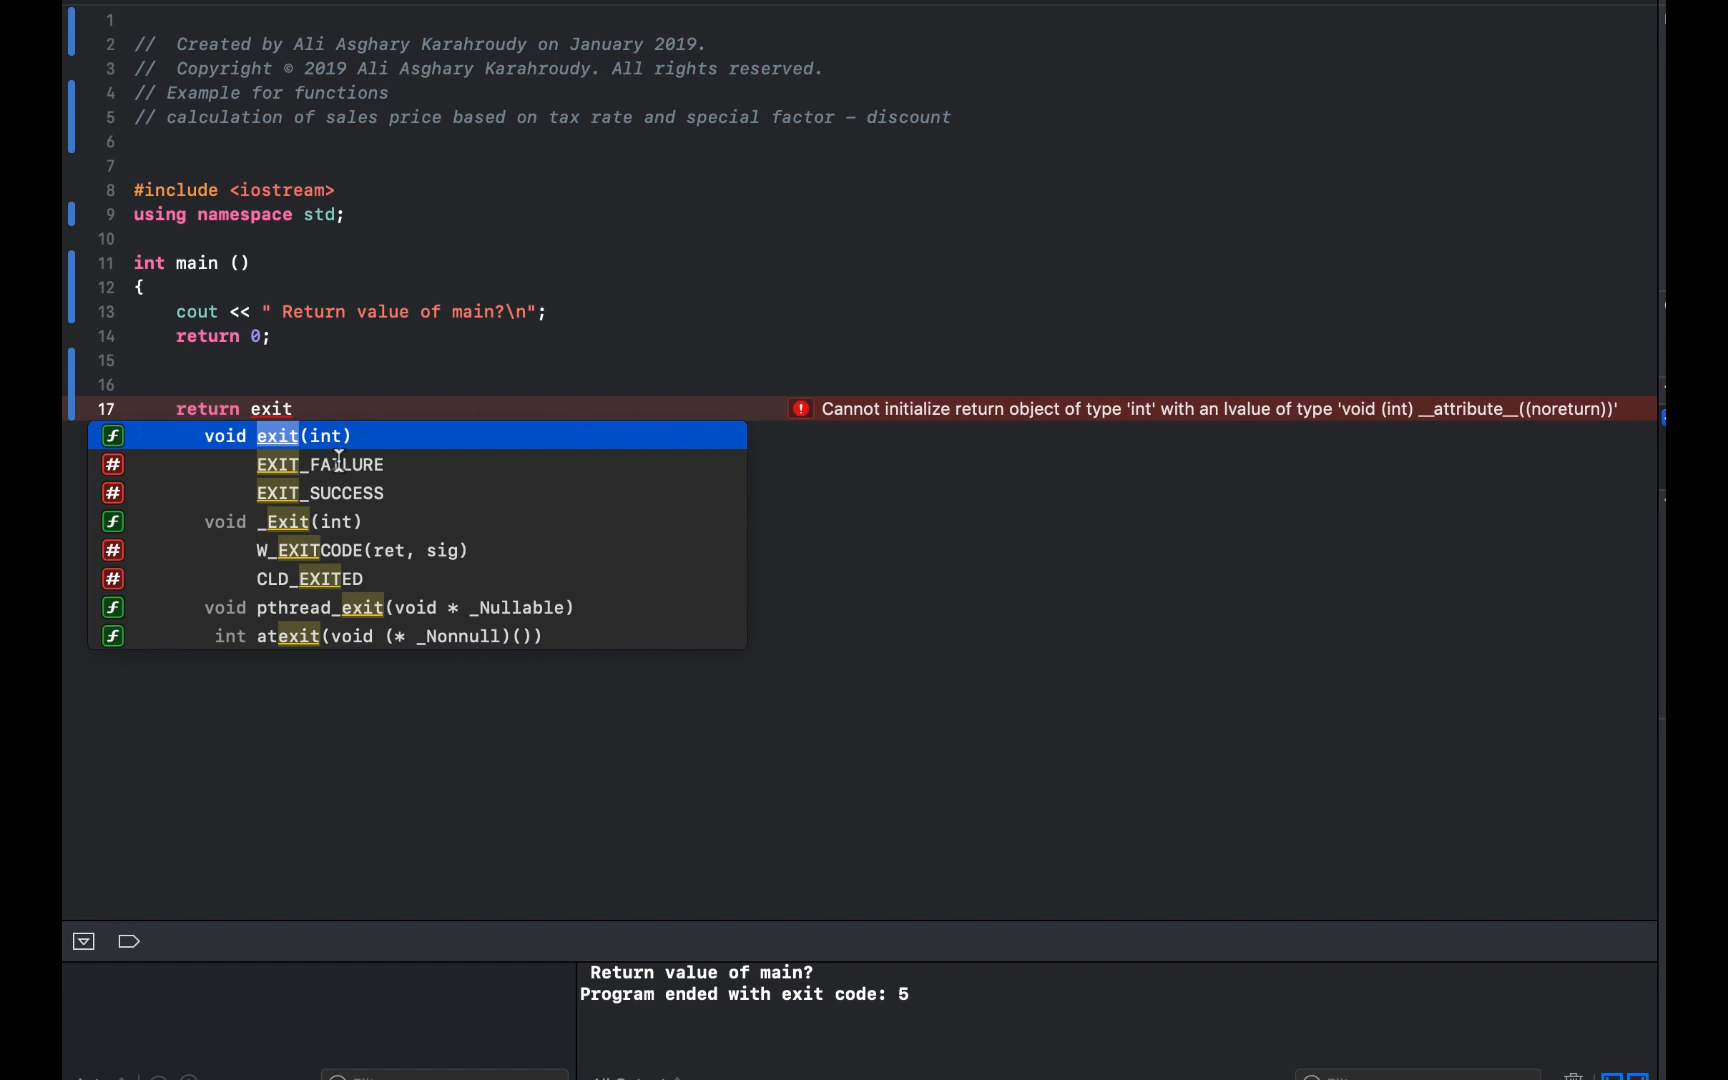 1
2 //  Created by Ali Asghary Karahroudy on January 2019.
3 //  Copyright © 2019 Ali Asghary Karahroudy. All rights reserved.
4 // Example for functions
5 // calculation of sales price based on tax rate and special factor – discount
6
7
8 #include <iostream>
9 using namespace std;
10
11 int main ()
12 {
13     cout << " Return value of main?\n";
14     return 0;
15
16
17     return exit    Cannot initialize return object of type 'int' with an lvalue of type 'void (int) __attribute__((noreturn))'
f void exit(int)
# EXIT_FAILURE
# EXIT_SUCCESS
f void _Exit(int)
# W_EXITCODE(ret, sig)
# CLD_EXITED
f void pthread_exit(void * _Nullable)
f int atexit(void (* _Nonnull)())
 Return value of main?
Program ended with exit code: 5